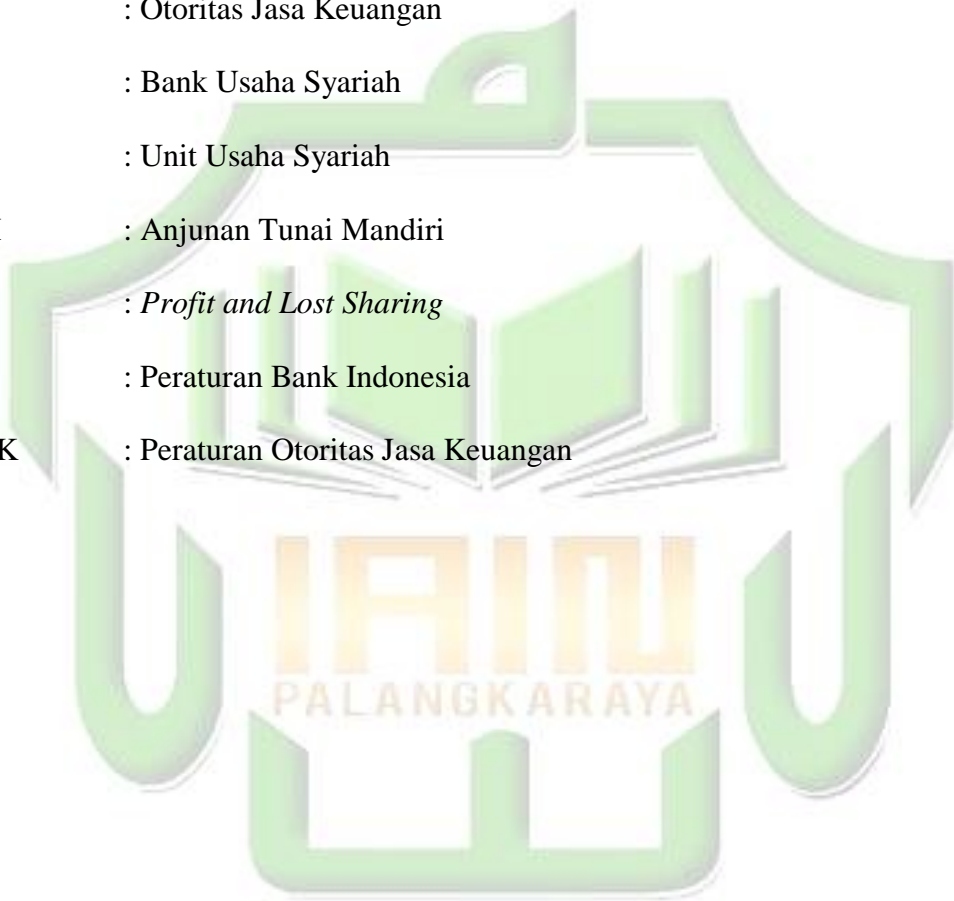 : Otoritas Jasa Keuangan
: Bank Usaha Syariah
: Unit Usaha Syariah
: Anjunan Tunai Mandiri
: Profit and Lost Sharing
: Peraturan Bank Indonesia
K : Peraturan Otoritas Jasa Keuangan
IAIN
PALANGKARAYA